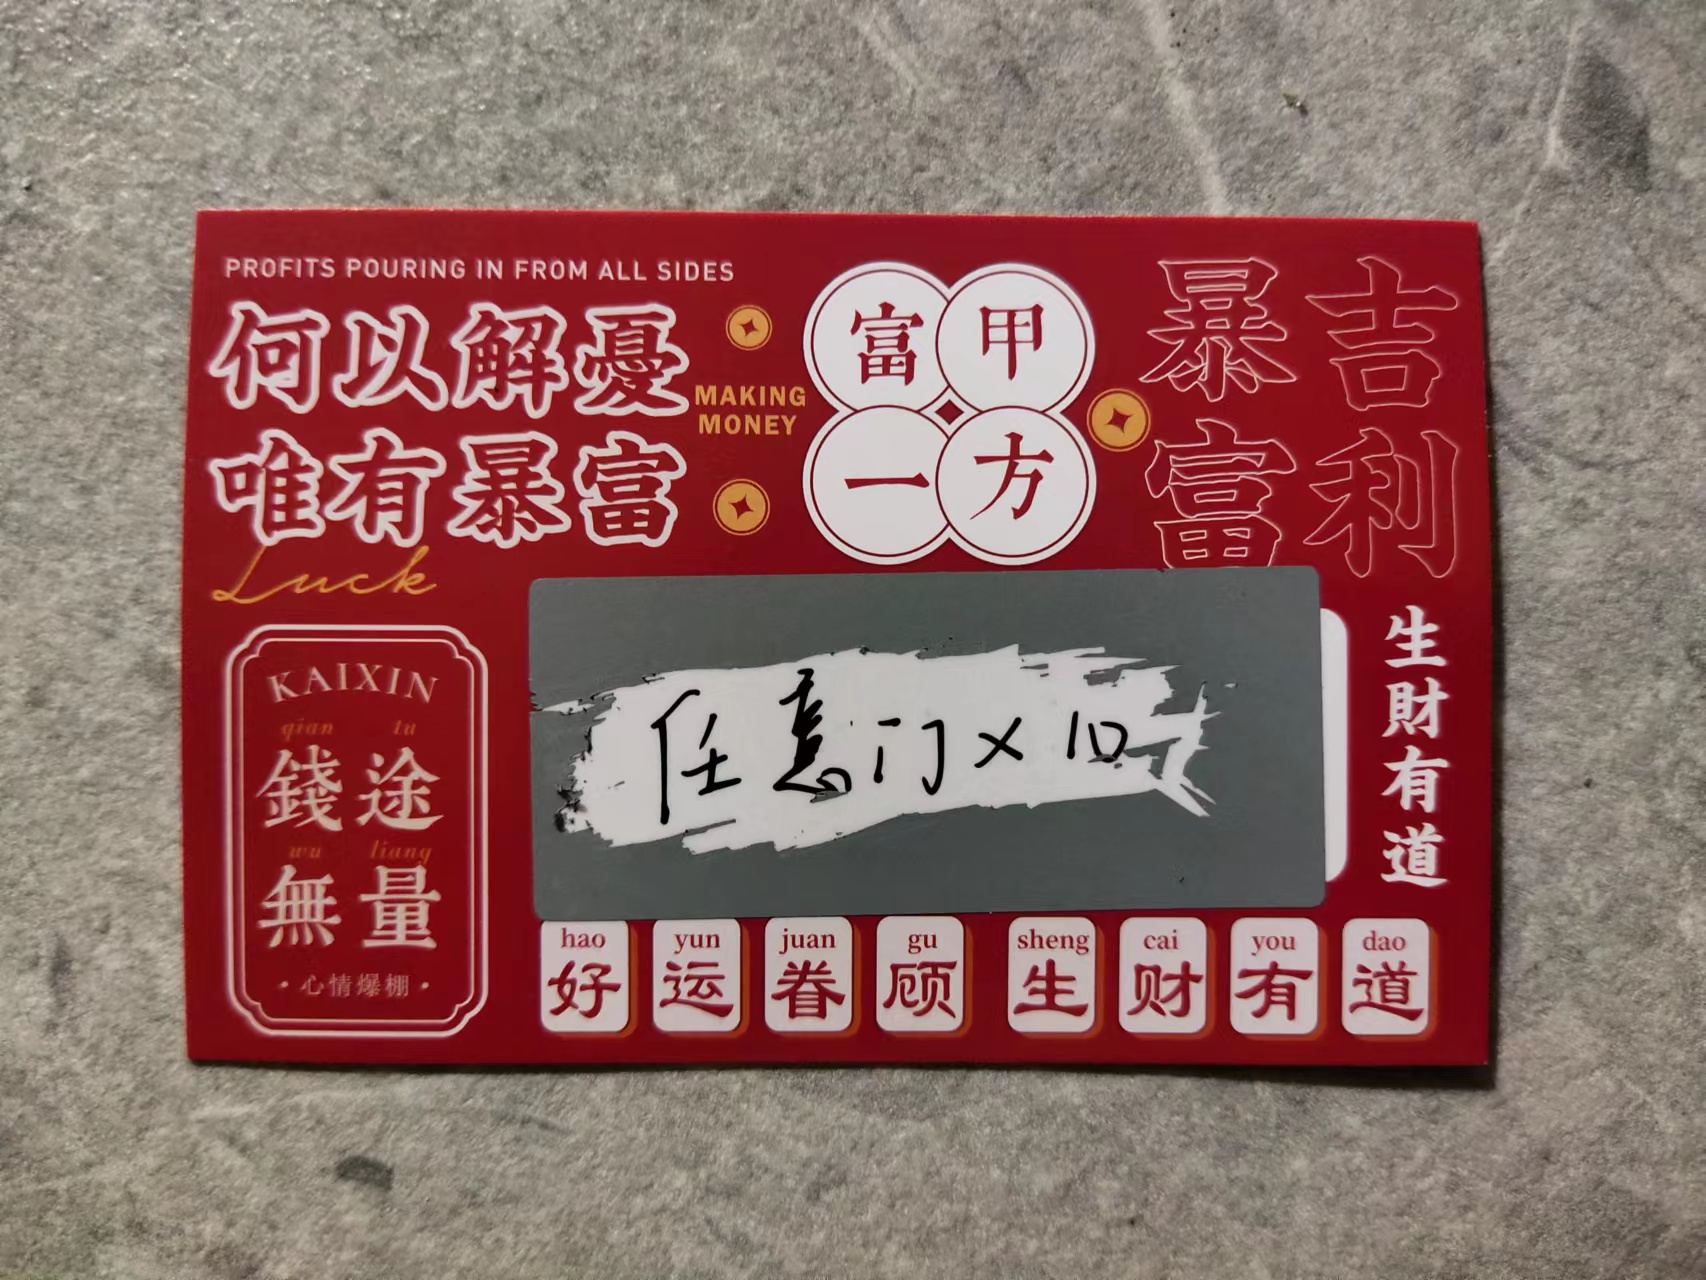 PROFITS POURING IN FROM ALL SIDES
何以解憂
唯有暴富
Luck
MAKING
MONEY
富甲
一方
吉利
暴富
KAIXIN
qian tu
錢途
wu liang
無量
·心情爆棚·
任意门×10
生財有道
hao yun juan gu sheng cai you dao
好运眷顾生财有道